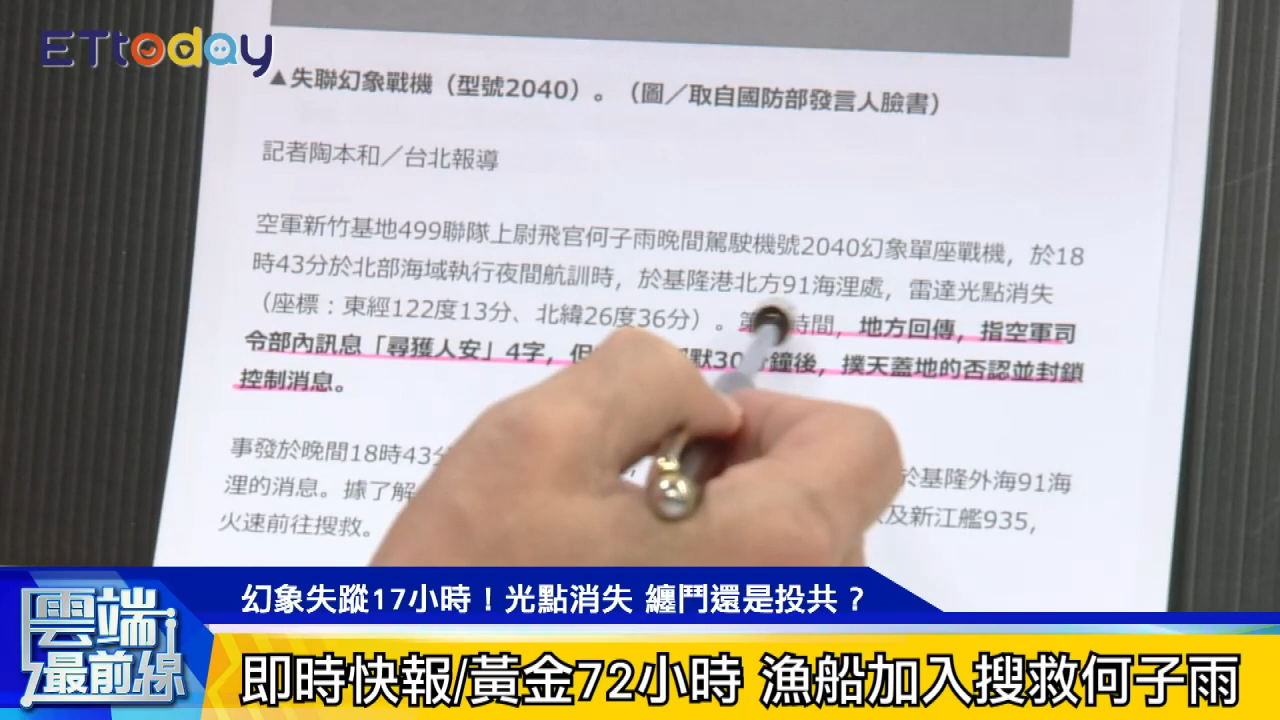 ETtoday
▲失聯幻象戰機（型號2040）。（圖／取自國防部發言人臉書）
記者陶本和／台北報導
空軍新竹基地499聯隊上尉飛官何子雨晚間駕駛機號2040幻象單座戰機，於18
時43分於北部海域執行夜間航訓時，於基隆港北方91海浬處，雷達光點消失
（座標：東經122度13分、北緯26度36分）。第時間，地方回傳，指空軍司
令部內訊息「尋獲人安」4字，但默30鐘後，撲天蓋地的否認並封鎖
控制消息。
事發於晚間18時43於基隆外海91海
浬的消息。據了解及新江艦935，
火速前往搜救。
幻象失蹤17小時！光點消失 纏鬥還是投共？
雲端最前線
即時快報/黃金72小時 漁船加入搜救何子雨